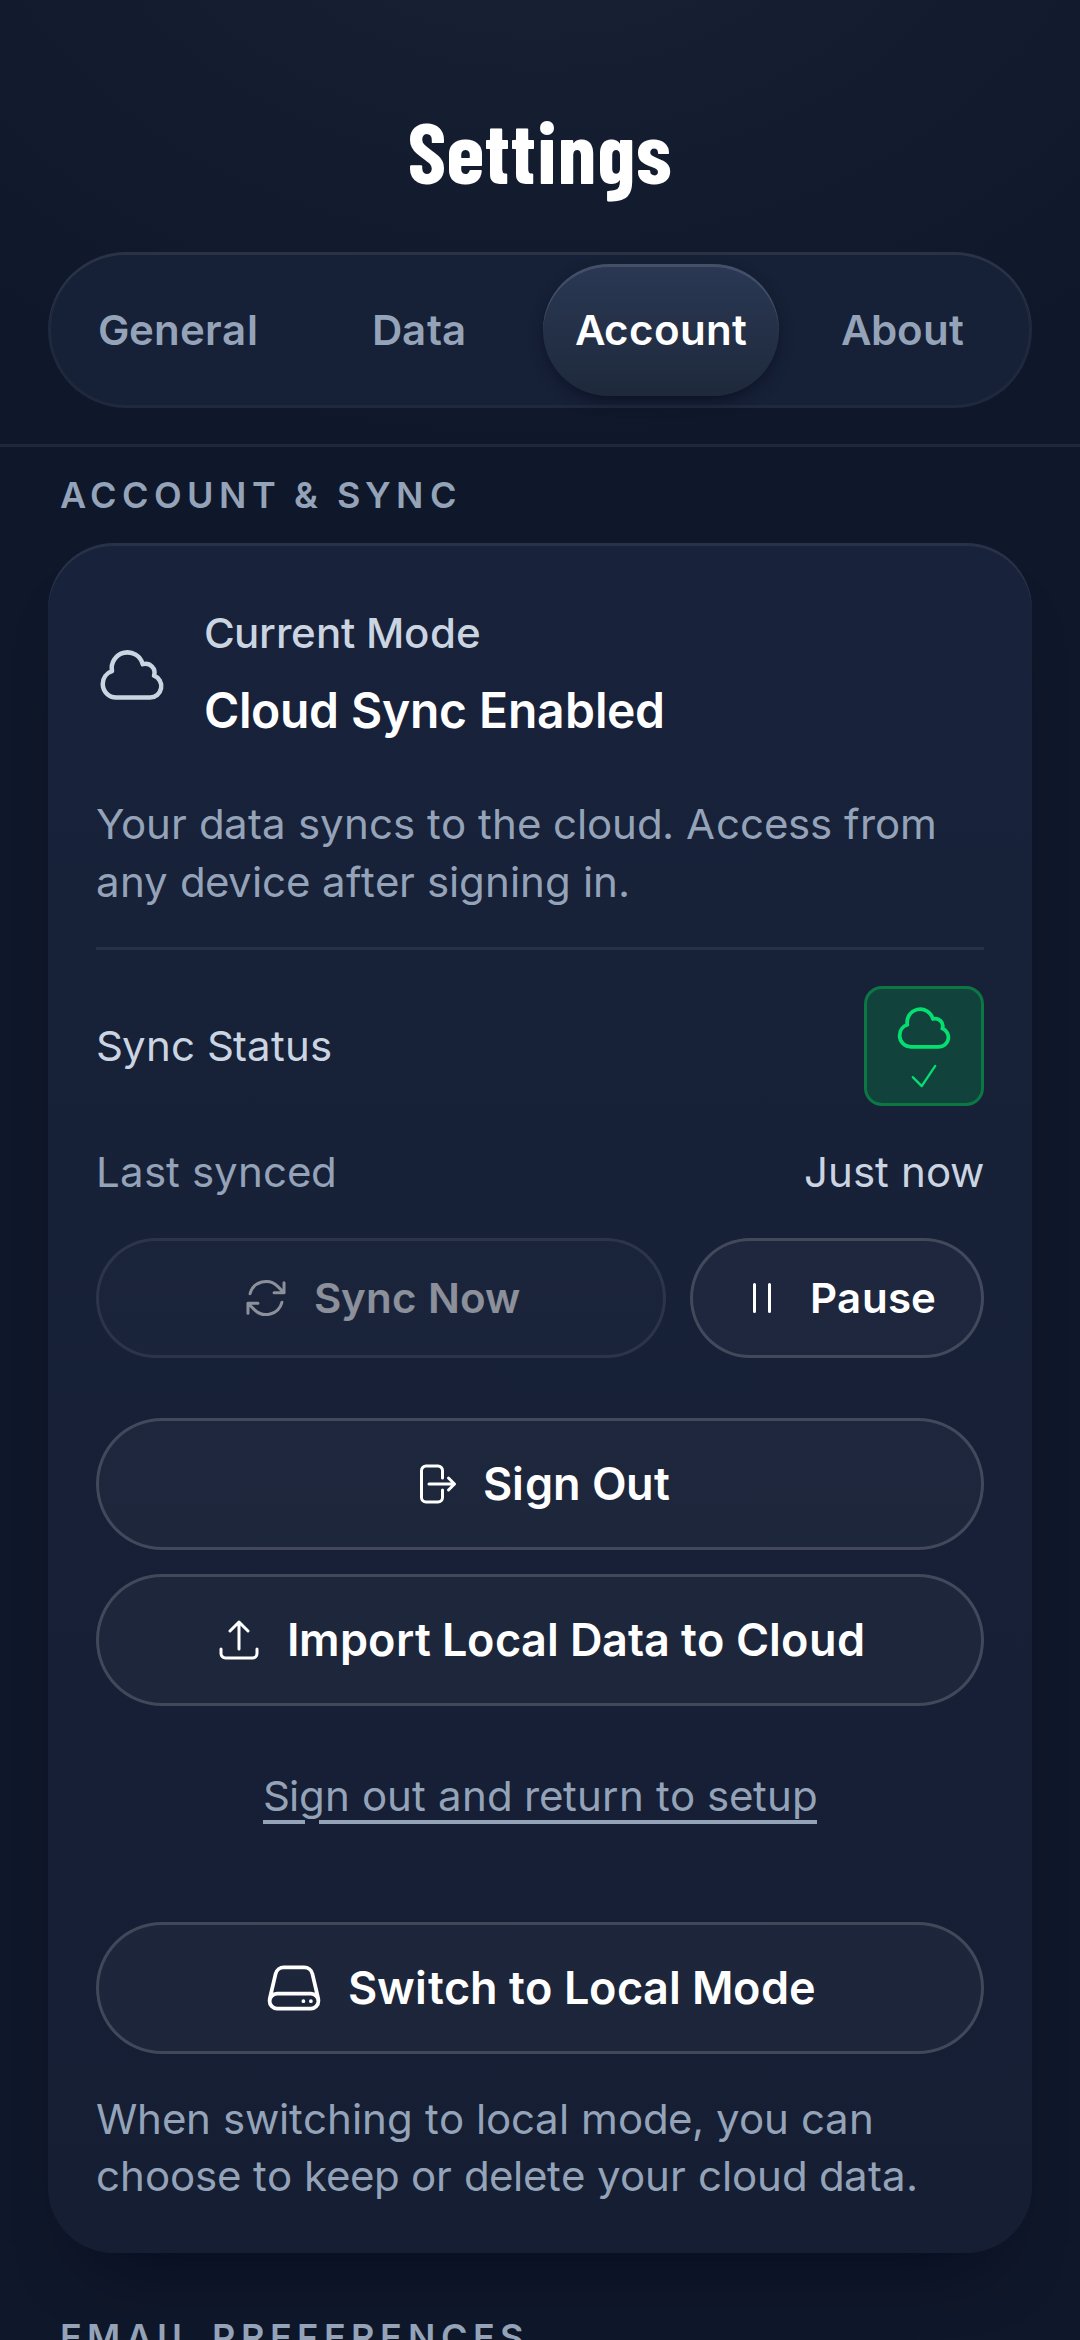 Settings
General Data Account About
ACCOUNT & SYNC
Current Mode
Cloud Sync Enabled
Your data syncs to the cloud. Access from
any device after signing in.
Sync Status
Last synced Just now
Sync Now Pause
Sign Out
Import Local Data to Cloud
Sign out and return to setup
Switch to Local Mode
When switching to local mode, you can
choose to keep or delete your cloud data.
EMAIL PREFERENCES